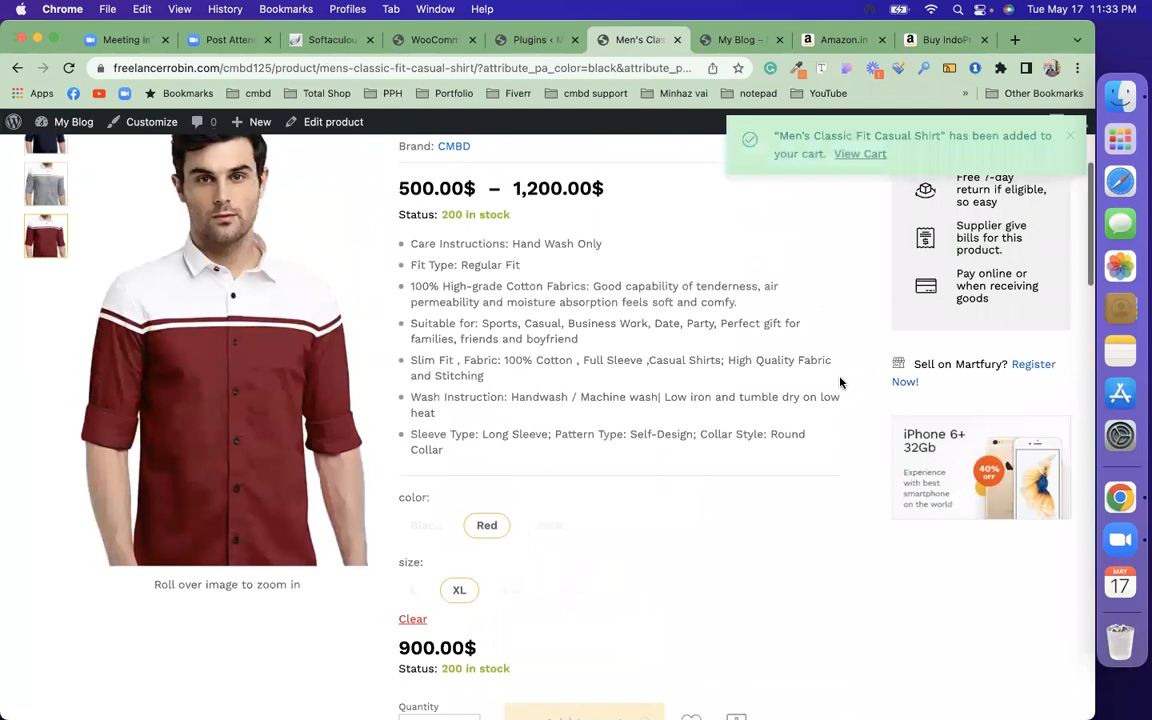 Chrome File Edit View History Bookmarks Profiles Tab Window Help Tue May 17 11:33 PM
Meeting In Post Atten Softaculou WooComm Plugins ‹ M Men's Clas My Blog – Amazon.in Buy IndoP
freelancerrobin.com/cmbd125/product/mens-classic-fit-casual-shirt/?attribute_pa_color=black&attribute_p...
Apps Bookmarks cmbd Total Shop PPH Portfolio Fiverr cmbd support Minhaz vai notepad YouTube » Other Bookmarks
My Blog Customize 0 New Edit product
"Men's Classic Fit Casual Shirt" has been added to
your cart. View Cart
Brand: CMBD
500.00$ – 1,200.00$
Status: 200 in stock
Care Instructions: Hand Wash Only
Fit Type: Regular Fit
100% High-grade Cotton Fabrics: Good capability of tenderness, air
permeability and moisture absorption feels soft and comfy.
Suitable for: Sports, Casual, Business Work, Date, Party, Perfect gift for
families, friends and boyfriend
Slim Fit , Fabric: 100% Cotton , Full Sleeve ,Casual Shirts; High Quality Fabric
and Stitching
Wash Instruction: Handwash / Machine wash| Low iron and tumble dry on low
heat
Sleeve Type: Long Sleeve; Pattern Type: Self-Design; Collar Style: Round
Collar
color:
Blac... Red
size:
L XL
Clear
900.00$
Status: 200 in stock
Quantity
Roll over image to zoom in
Free 7-day
return if eligible,
so easy
Supplier give
bills for this
product.
Pay online or
when receiving
goods
Sell on Martfury? Register
Now!
iPhone 6+
32Gb
Experience
with best
smartphone
on the world
40%
OFF
MAY
17